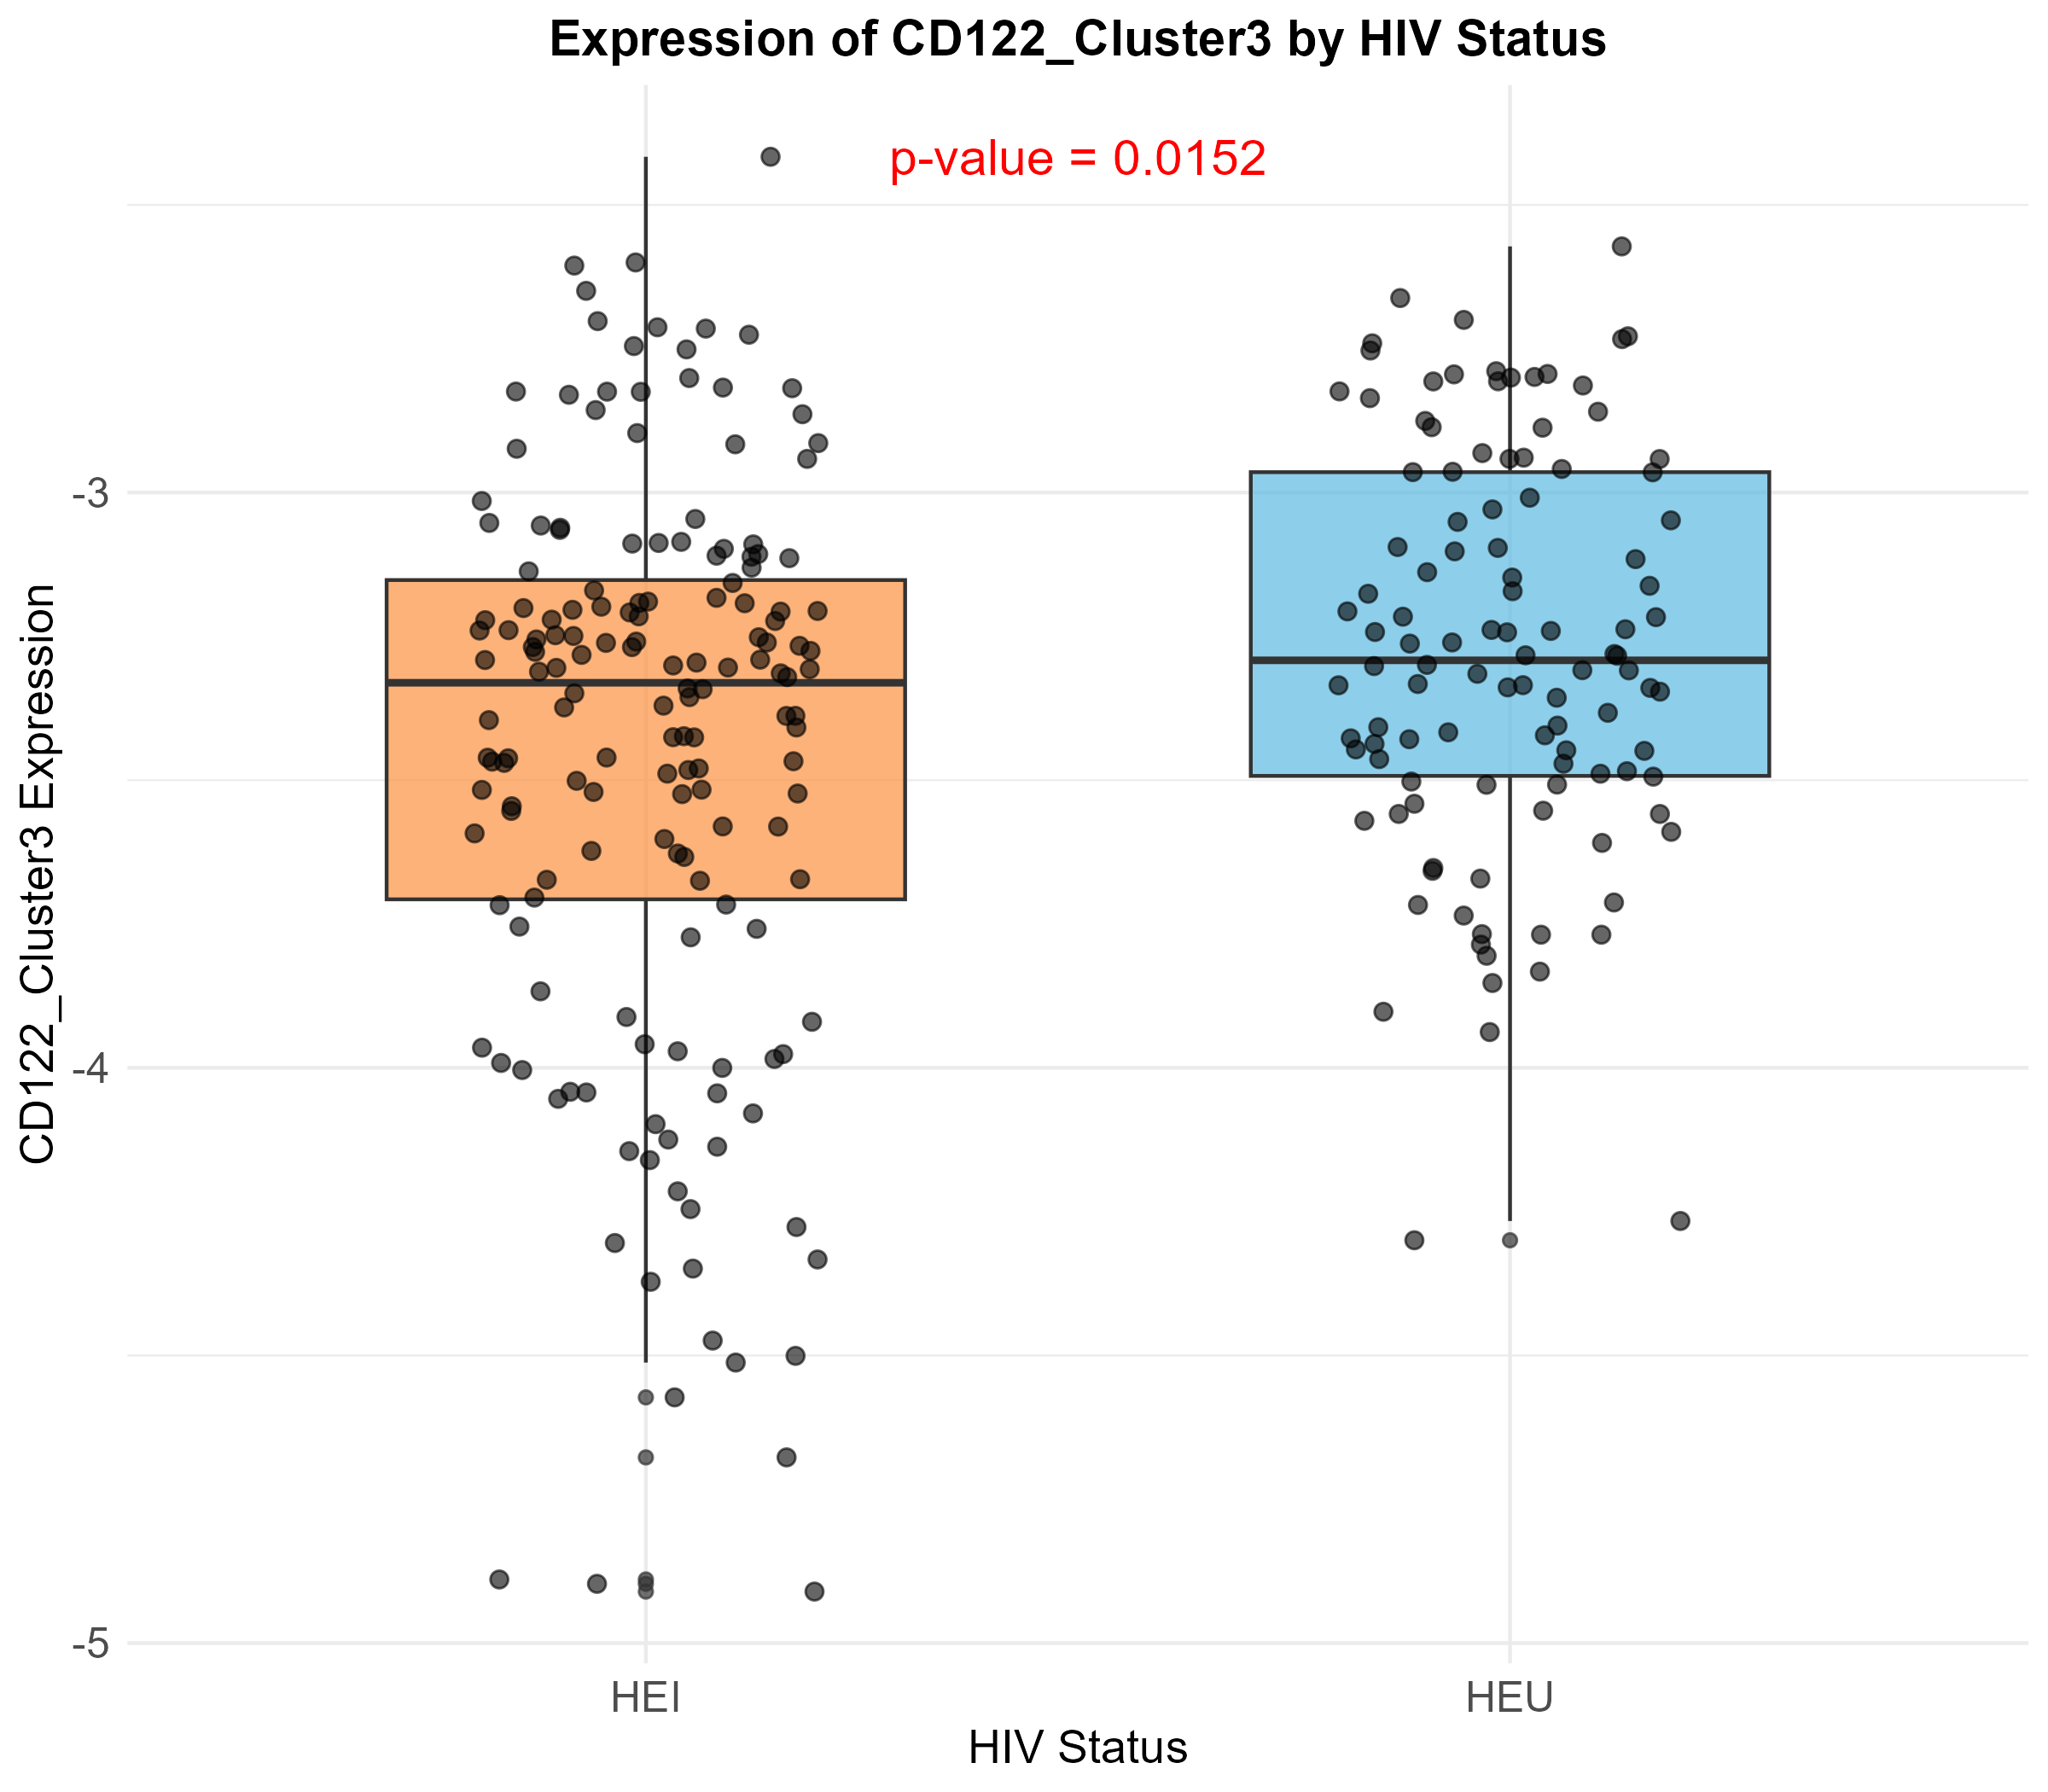 Expression of CD122_Cluster3 by HIV Status
p-value = 0.0152
CD122_Cluster3 Expression
-3
-4
-5
HEI
HEU
HIV Status